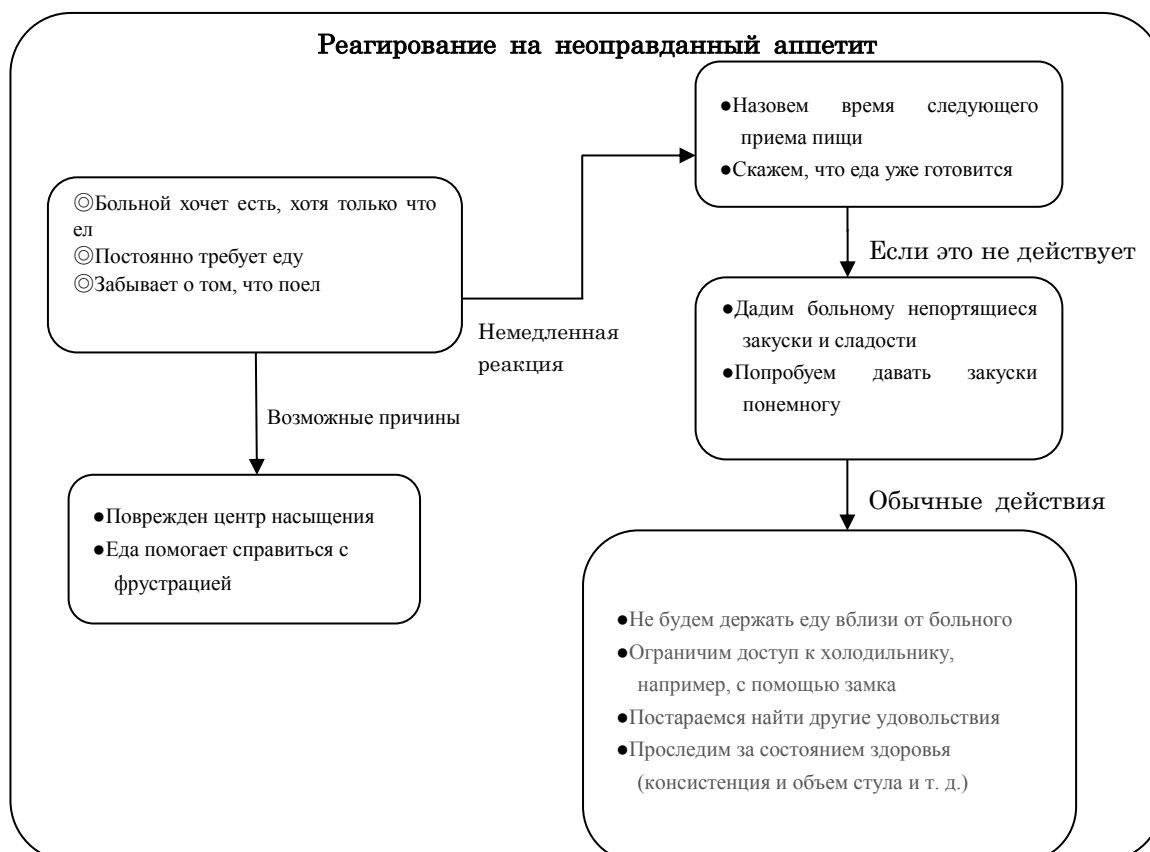 Реагирование на неоправданный аппетит
●Назовем время следующего
приема пищи
●Скажем, что еда уже готовится
◎Больной хочет есть, хотя только что
ел
◎Постоянно требует еду
◎Забывает о том, что поел
Если это не действует
Немедленная
реакция
●Дадим больному непортящиеся
закуски и сладости
●Попробуем давать закуски
понемногу
Возможные причины
●Поврежден центр насыщения
●Еда помогает справиться с
фрустрацией
Обычные действия
●Не будем держать еду вблизи от больного
●Ограничим доступ к холодильнику,
например, с помощью замка
●Постараемся найти другие удовольствия
●Проследим за состоянием здоровья
(консистенция и объем стула и т. д.)